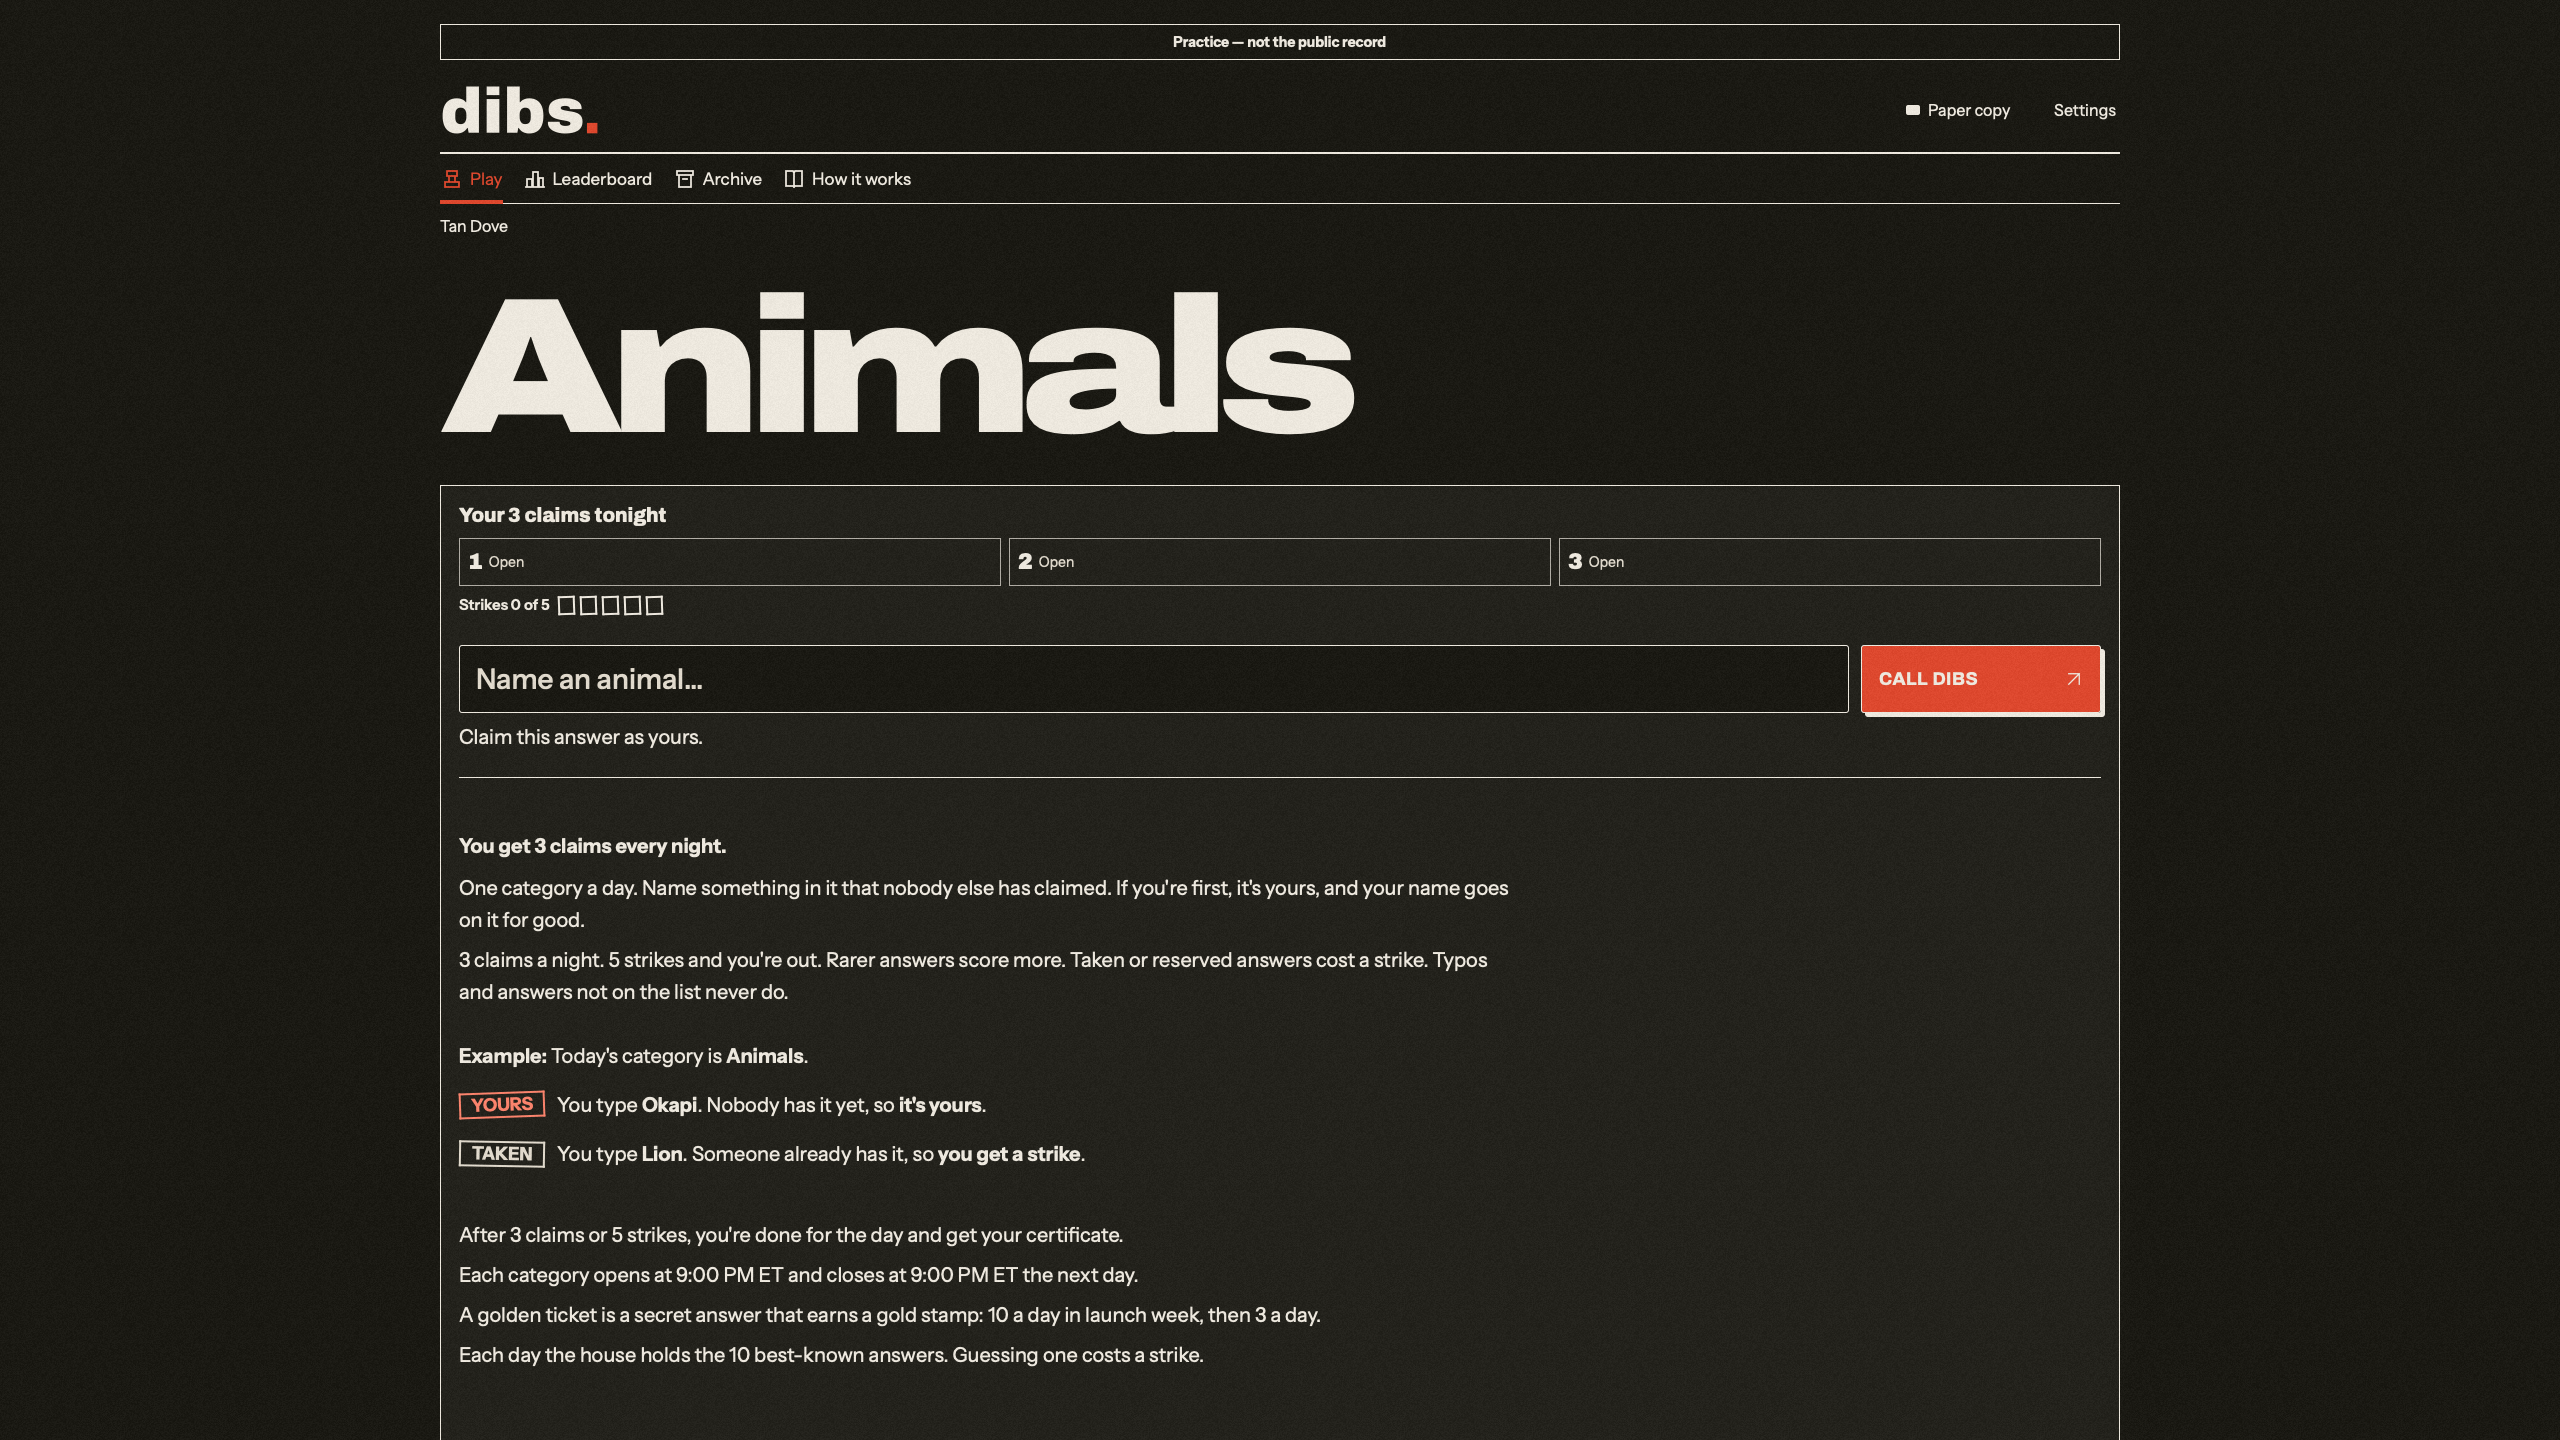 Practice — not the public record
dibs.
Paper copy
Settings
Play
Leaderboard
Archive
How it works
Tan Dove
Animals
Your 3 claims tonight
1 Open
2 Open
3 Open
Strikes 0 of 5
Name an animal...
CALL DIBS
Claim this answer as yours.
You get 3 claims every night.
One category a day. Name something in it that nobody else has claimed. If you're first, it's yours, and your name goes
on it for good.
3 claims a night. 5 strikes and you're out. Rarer answers score more. Taken or reserved answers cost a strike. Typos
and answers not on the list never do.
Example: Today's category is Animals.
YOURS You type Okapi. Nobody has it yet, so it's yours.
TAKEN You type Lion. Someone already has it, so you get a strike.
After 3 claims or 5 strikes, you're done for the day and get your certificate.
Each category opens at 9:00 PM ET and closes at 9:00 PM ET the next day.
A golden ticket is a secret answer that earns a gold stamp: 10 a day in launch week, then 3 a day.
Each day the house holds the 10 best-known answers. Guessing one costs a strike.